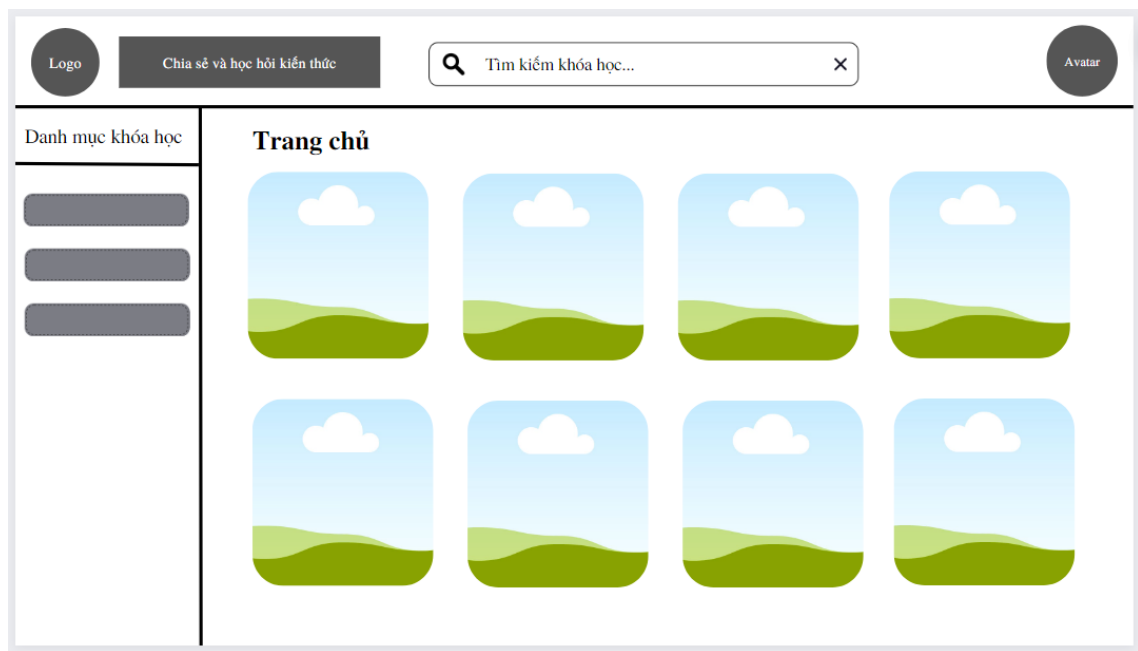 Logo
Chia sẻ và học hỏi kiến thức
Tìm kiếm khóa học...
Avatar
Danh mục khóa học
Trang chủ